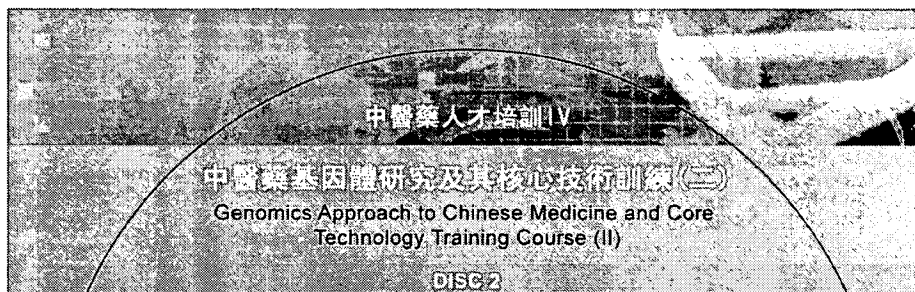 中醫藥人才培訓IV
中醫藥基因體研究及其核心技術訓練(二)
Genomics Approach to Chinese Medicine and Core
Technology Training Course (II)
DISC 2